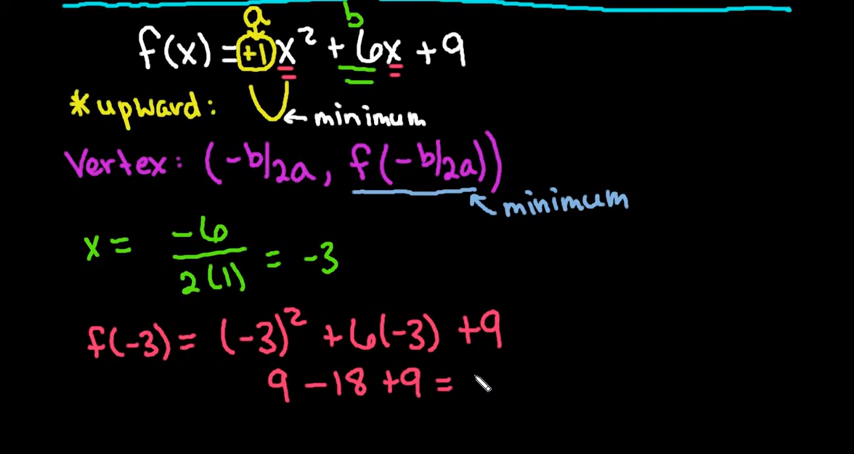 a b
f(x) = +1x² + 6x + 9
*upward: ← minimum
Vertex: (-b/2a, f(-b/2a))
← minimum
x = -6/2(1) = -3
f(-3) = (-3)² + 6(-3) + 9
9 - 18 + 9 =